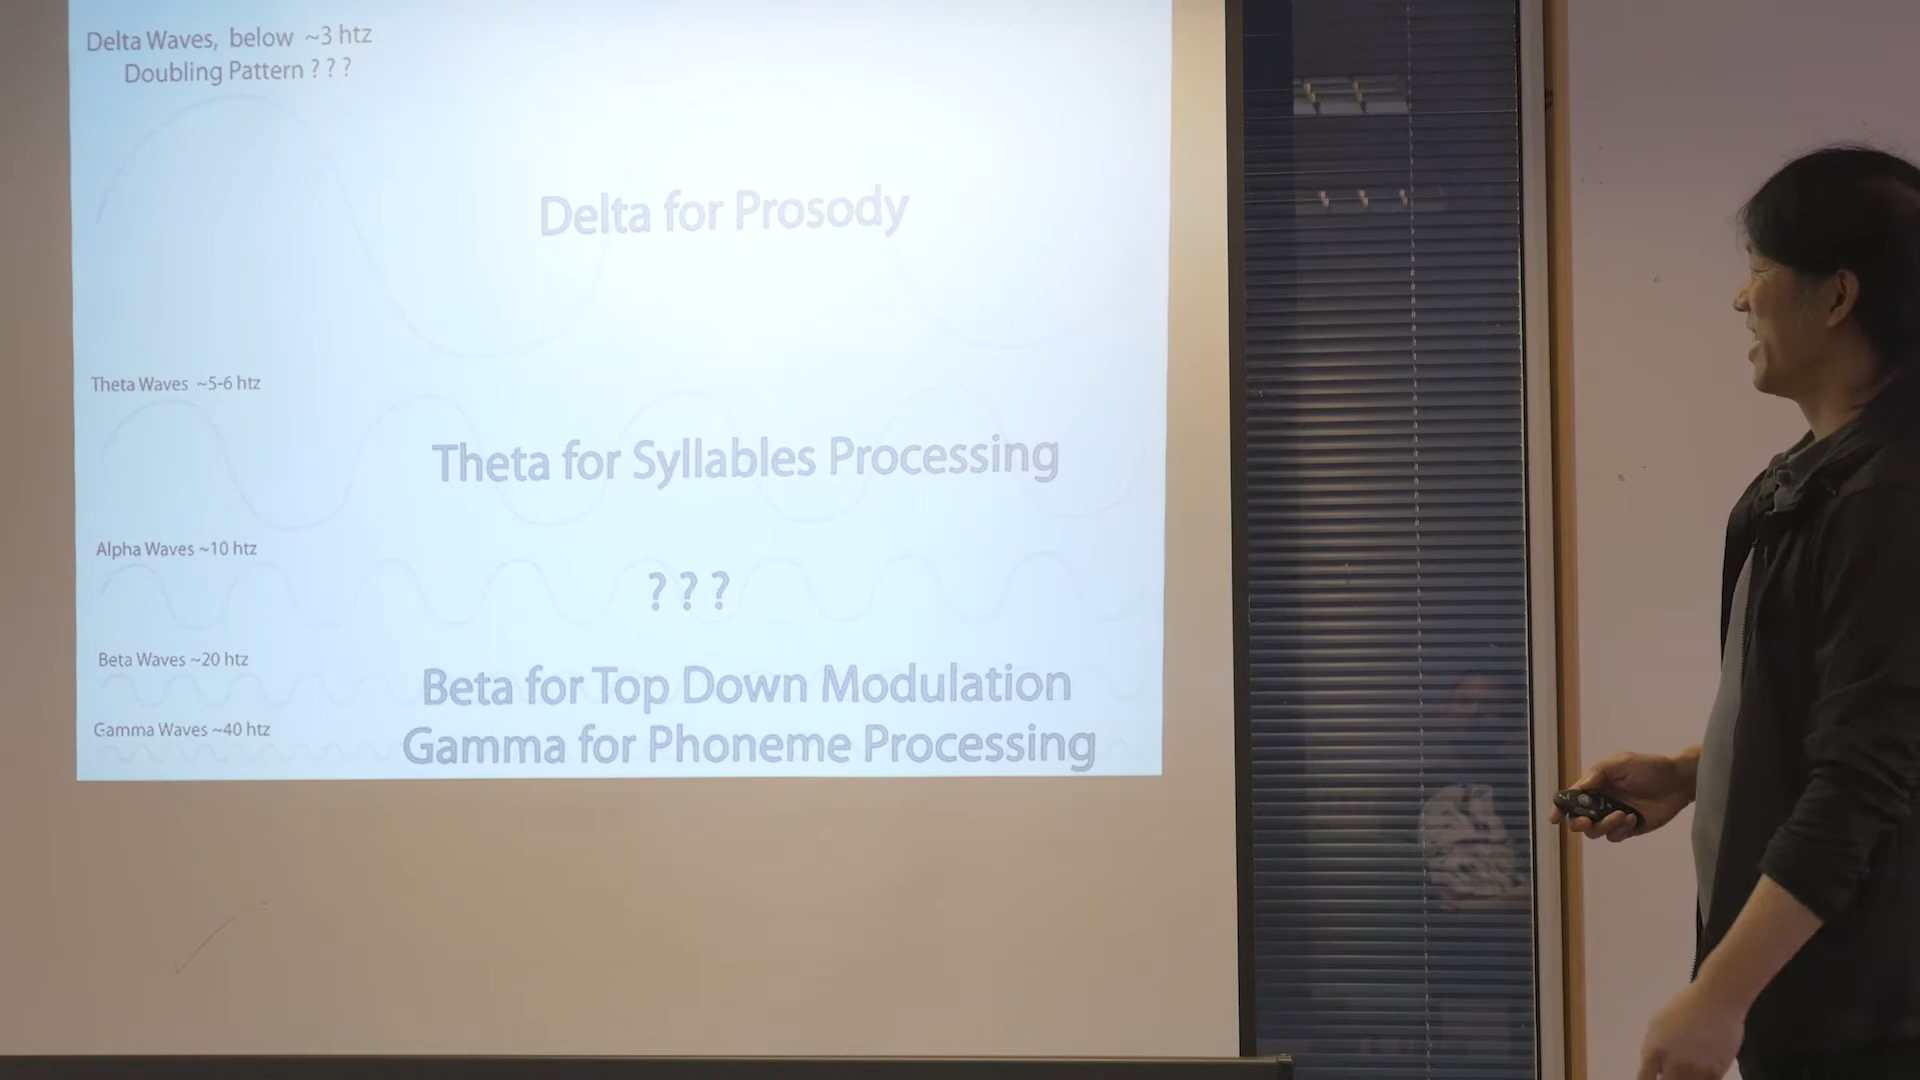 Delta Waves, below ~3 htz
Doubling Pattern ? ? ?
Delta for Prosody
Theta Waves ~5-6 htz
Theta for Syllables Processing
Alpha Waves ~10 htz
? ? ?
Beta Waves ~20 htz
Beta for Top Down Modulation
Gamma Waves ~40 htz
Gamma for Phoneme Processing